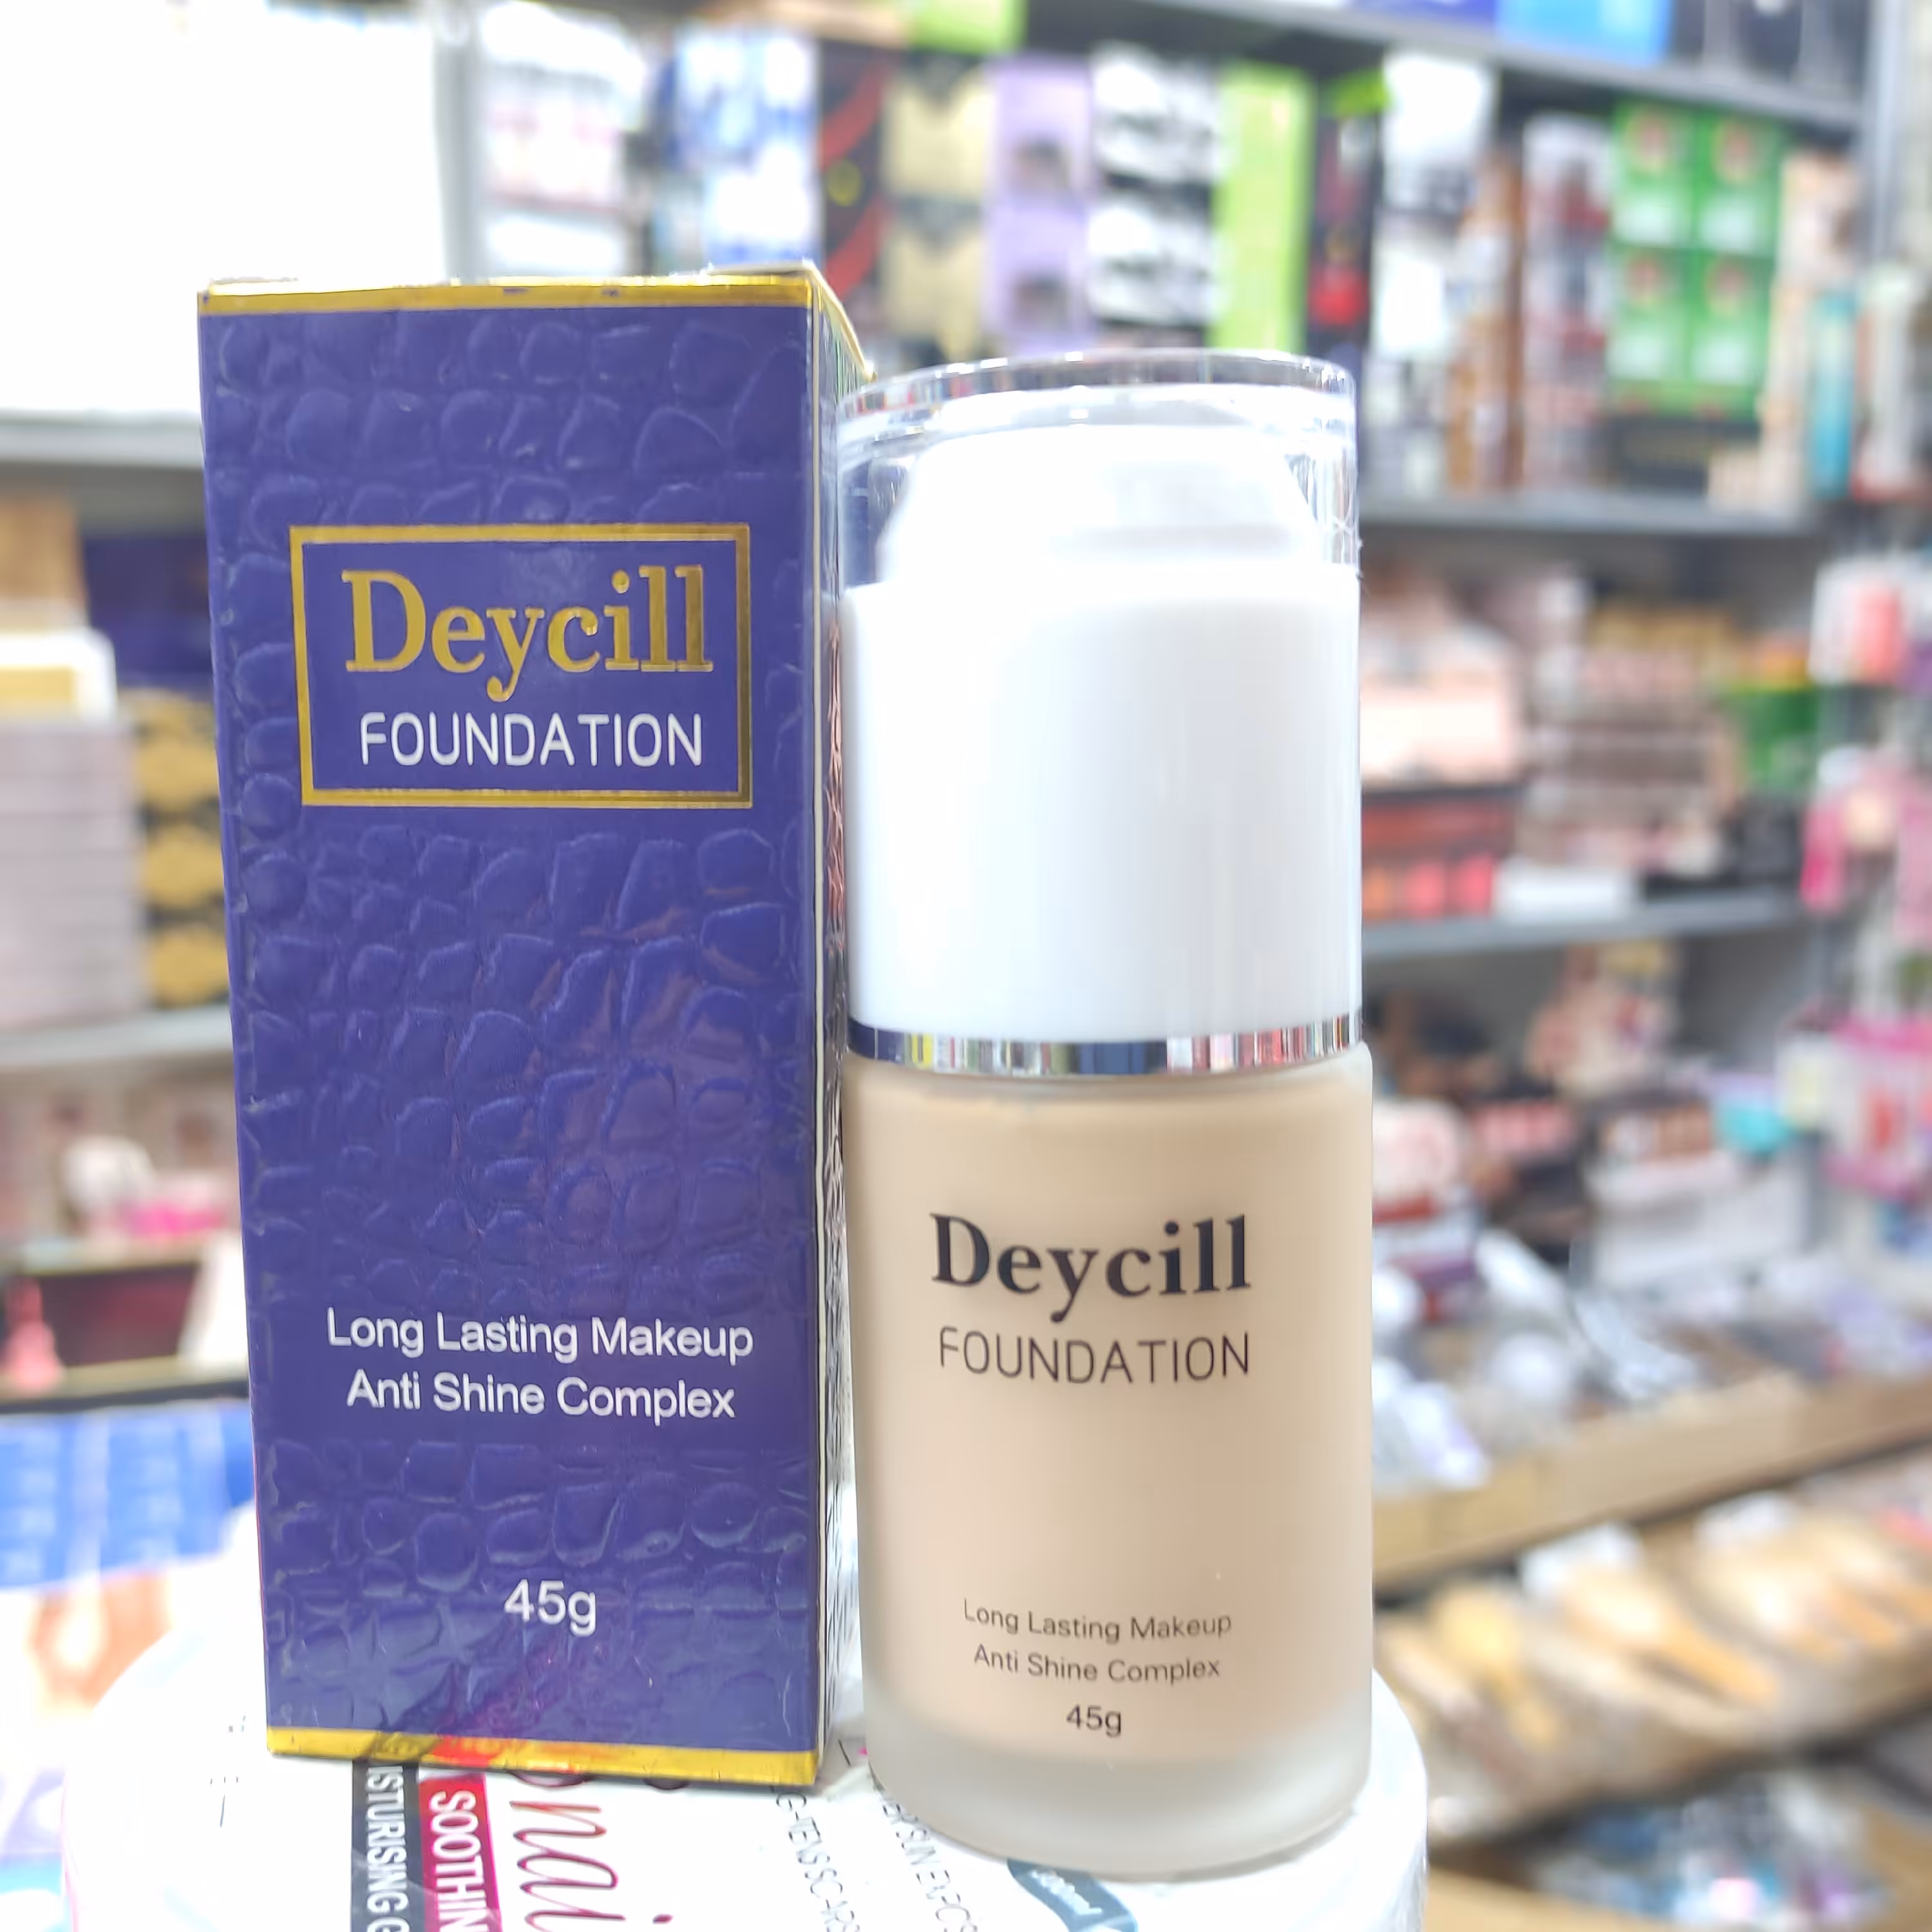 Deycill
FOUNDATION
Long Lasting Makeup
Anti Shine Complex
45g
Deycill
FOUNDATION
Long Lasting Makeup
Anti Shine Complex
45g